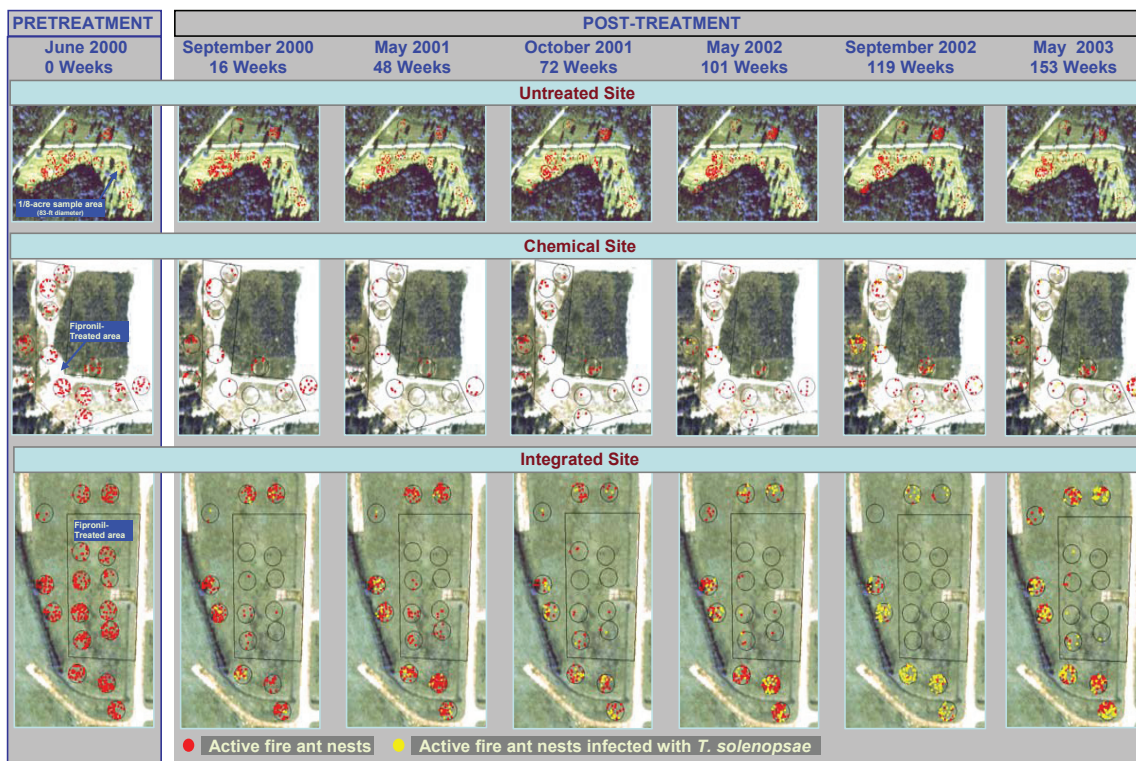 PRETREATMENT
POST-TREATMENT
June 2000
0 Weeks
September 2000
16 Weeks
May 2001
48 Weeks
October 2001
72 Weeks
May 2002
101 Weeks
September 2002
119 Weeks
May 2003
153 Weeks
Untreated Site
1/8-acre sample area
(83-ft diameter)
Chemical Site
Fipronil-
Treated area
Integrated Site
Fipronil-
Treated area
Active fire ant nests
Active fire ant nests infected with T. solenopsae